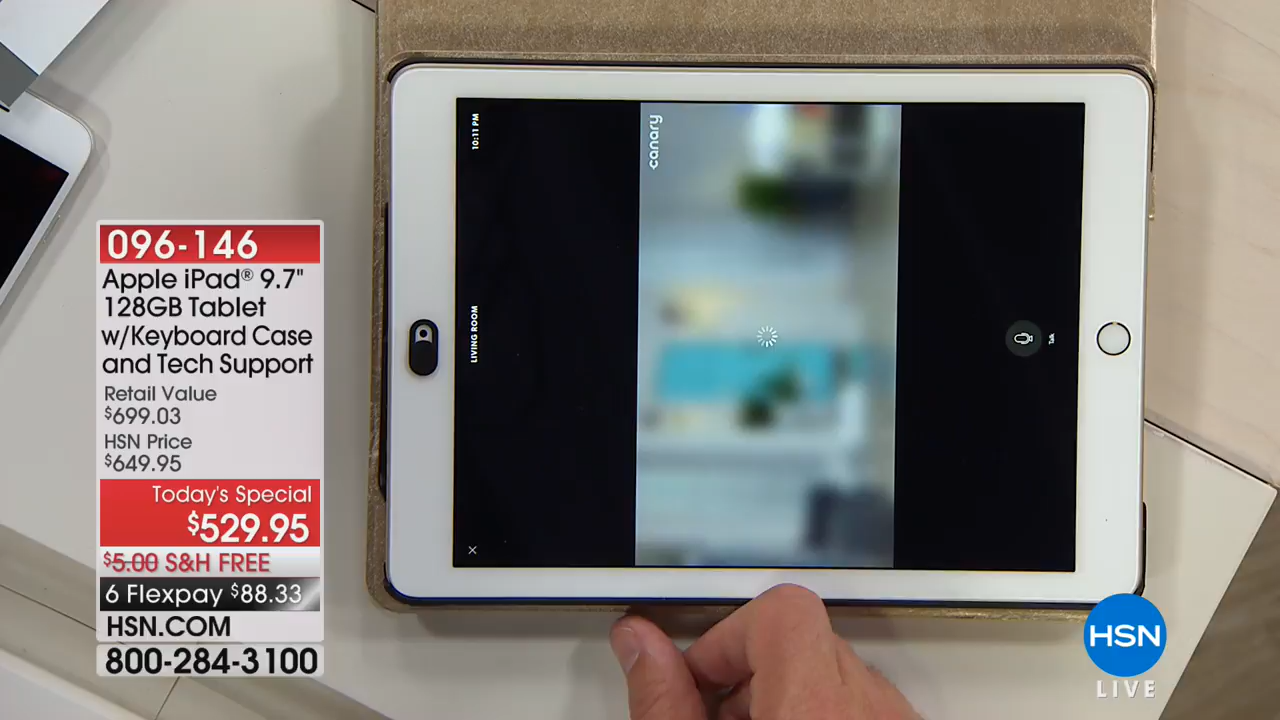 096-146
Apple iPad® 9.7"
128GB Tablet
w/Keyboard Case
and Tech Support
Retail Value
$699.03
HSN Price
$649.95
Today's Special
$529.95
$5.00 S&H FREE
6 Flexpay $88.33
HSN.COM
800-284-3100
10:11 PM
LIVING ROOM
canary
Talk
HSN
LIVE